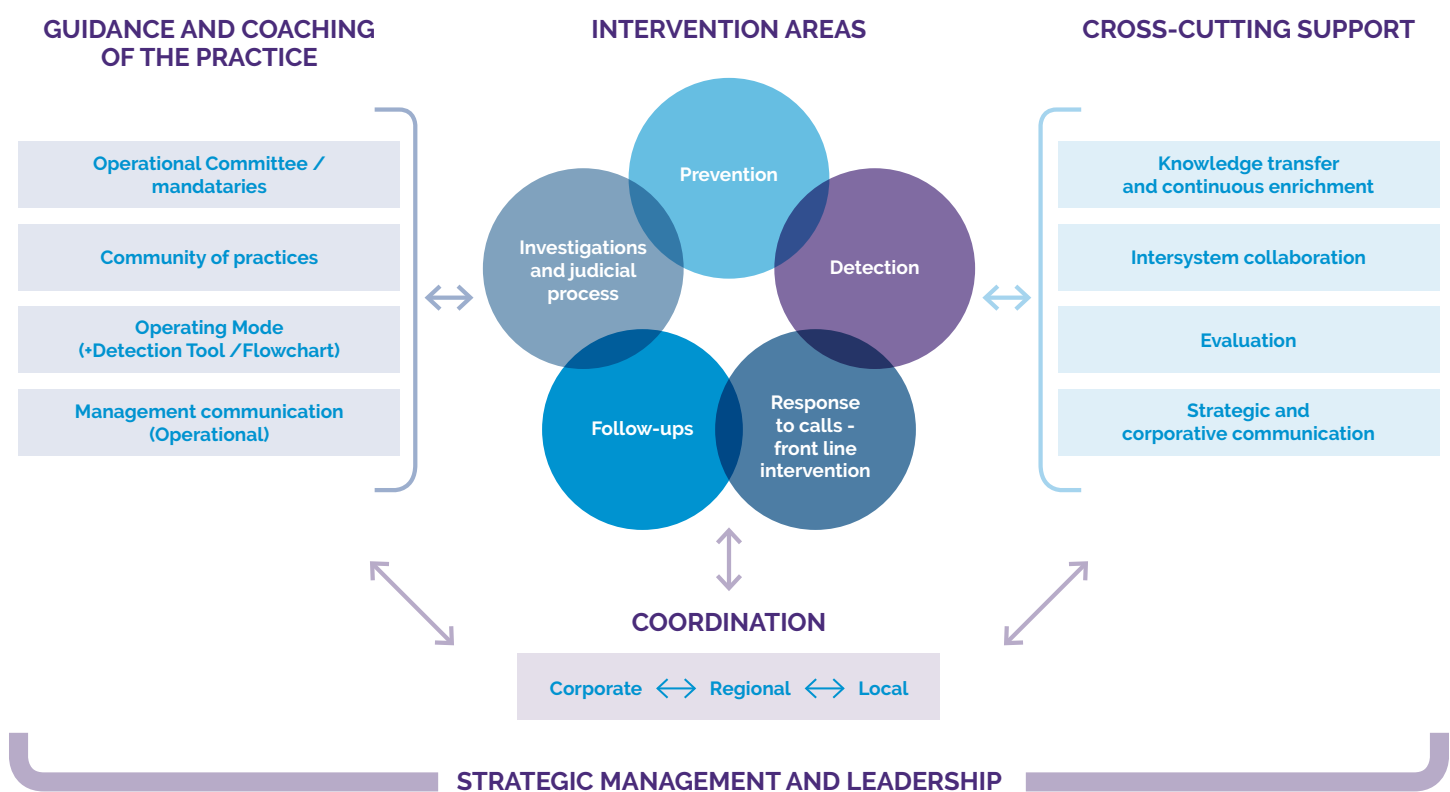 GUIDANCE AND COACHING
OF THE PRACTICE
Operational Committee /
mandataries
Community of practices
Operating Mode
(+Detection Tool /Flowchart)
Management communication
(Operational)
INTERVENTION AREAS
Prevention
Investigations
and judicial
process
Detection
Follow-ups
Response
to calls -
front line
intervention
CROSS-CUTTING SUPPORT
Knowledge transfer
and continuous enrichment
Intersystem collaboration
Evaluation
Strategic and
corporative communication
COORDINATION
Corporate Regional Local
STRATEGIC MANAGEMENT AND LEADERSHIP